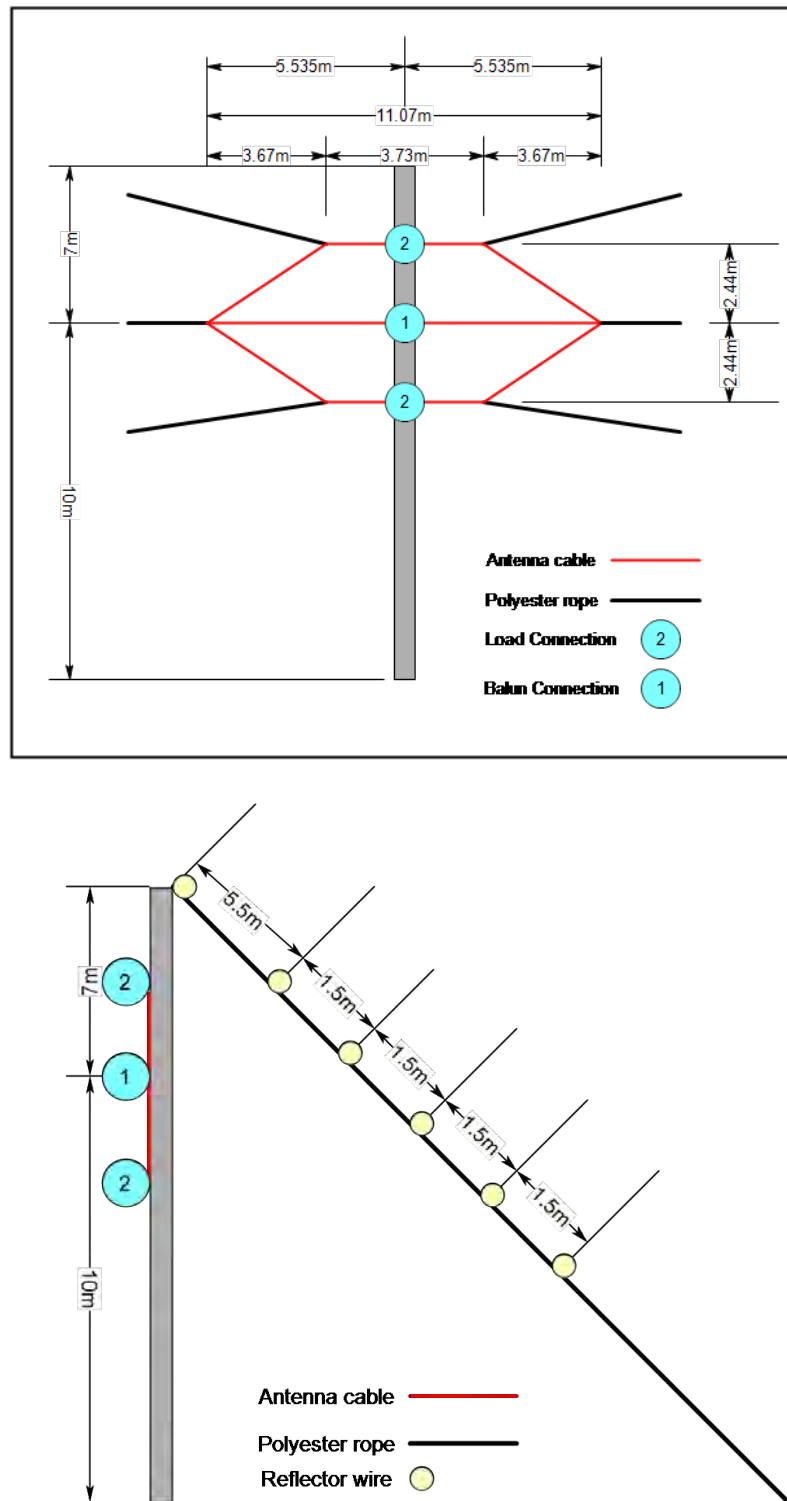 5.535m 5.535m
11.07m
3.67m 3.73m 3.67m
7m
2
2.44m
1
2.44m
2
10m
Antenna cable
Polyester rope
Load Connection 2
Balun Connection 1
5.5m
7m
2
1.5m
1
1.5m
1.5m
2
1.5m
10m
Antenna cable
Polyester rope
Reflector wire